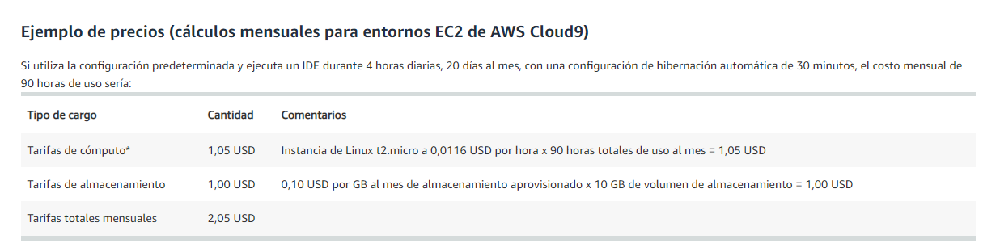 Ejemplo de precios (cálculos mensuales para entornos EC2 de AWS Cloud9)
Si utiliza la configuración predeterminada y ejecuta un IDE durante 4 horas diarias, 20 días al mes, con una configuración de hibernación automática de 30 minutos, el costo mensual de
90 horas de uso sería:
Tipo de cargo Cantidad Comentarios
Tarifas de cómputo* 1,05 USD Instancia de Linux t2.micro a 0,0116 USD por hora x 90 horas totales de uso al mes = 1,05 USD
Tarifas de almacenamiento 1,00 USD 0,10 USD por GB al mes de almacenamiento aprovisionado x 10 GB de volumen de almacenamiento = 1,00 USD
Tarifas totales mensuales 2,05 USD